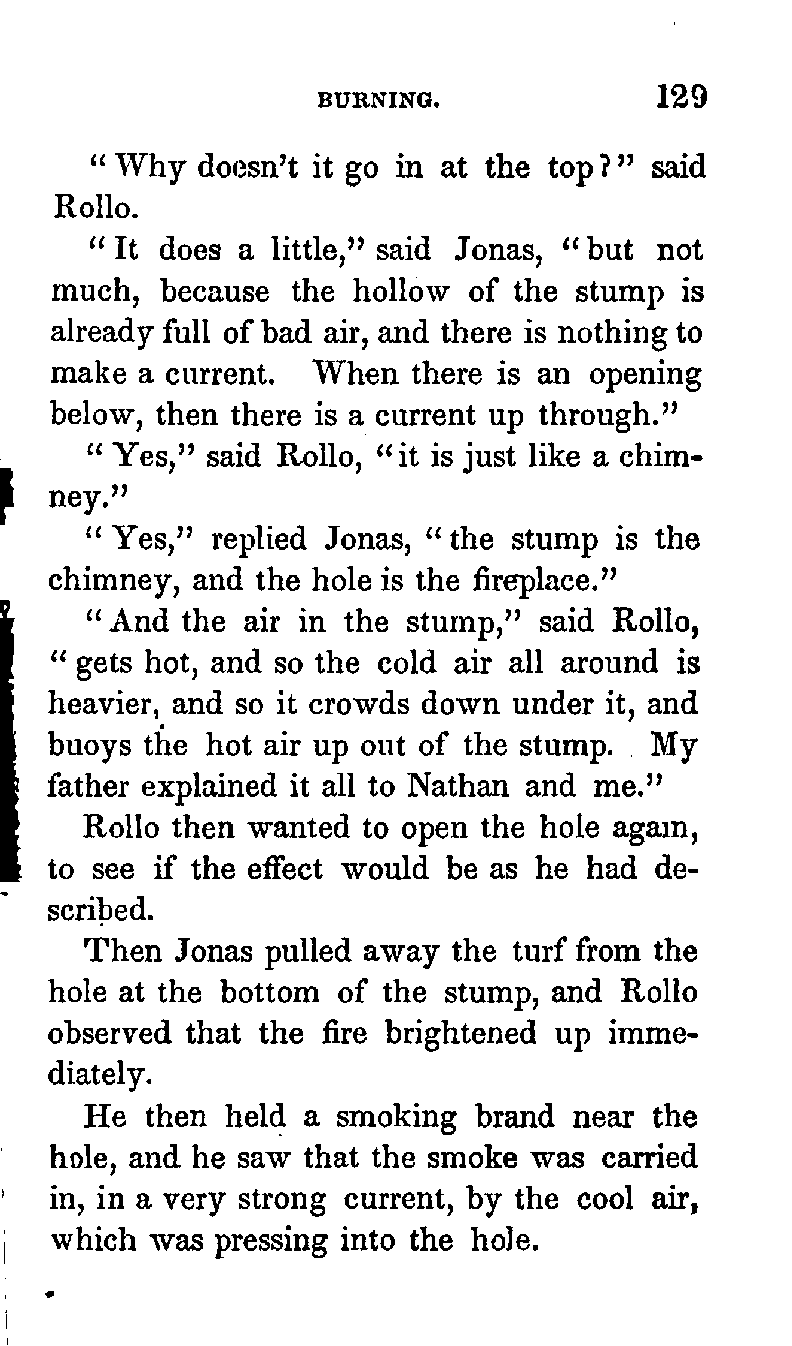 BURNING. 129
“Why doesn’t it go in at the top?” said
Rollo.
“It does a little,” said Jonas, “but not
much, because the hollow of the stump is
already full of bad air, and there is nothing to
make a current. When there is an opening
below, then there is a current up through.”
“Yes,” said Rollo, “it is just like a chim-
ney.”
“Yes,” replied Jonas, “the stump is the
chimney, and the hole is the fireplace.”
“And the air in the stump,” said Rollo,
“gets hot, and so the cold air all around is
heavier, and so it crowds down under it, and
buoys the hot air up out of the stump. My
father explained it all to Nathan and me.”
Rollo then wanted to open the hole again,
to see if the effect would be as he had de-
scribed.
Then Jonas pulled away the turf from the
hole at the bottom of the stump, and Rollo
observed that the fire brightened up imme-
diately.
He then held a smoking brand near the
hole, and he saw that the smoke was carried
in, in a very strong current, by the cool air,
which was pressing into the hole.